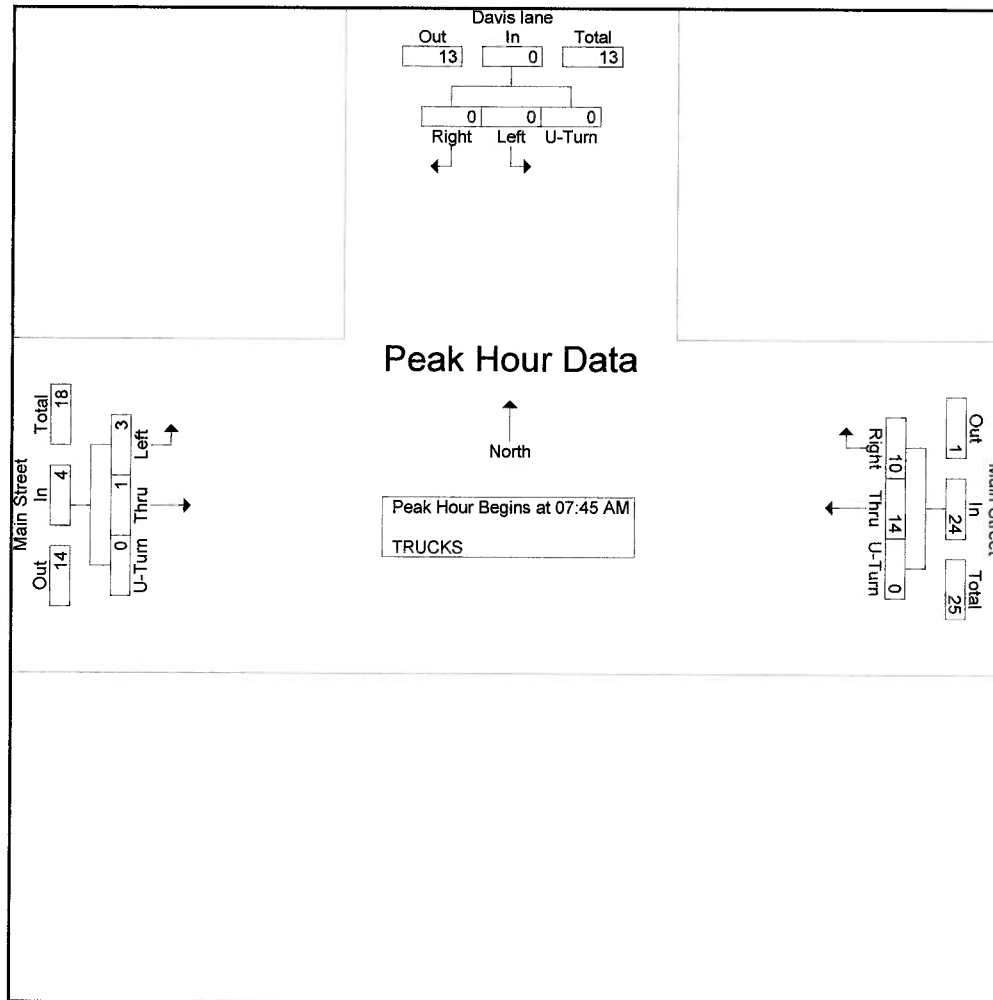 Davis lane
Out In Total
13 0 13
0 0 0
Right Left U-Turn
Peak Hour Data
North
Peak Hour Begins at 07:45 AM
TRUCKS
Main Street
Total In Out
18 4 14
3 1 0
Left Thru U-Turn
Main Street
Out In Total
1 24 25
10 14 0
Right Thru U-Turn